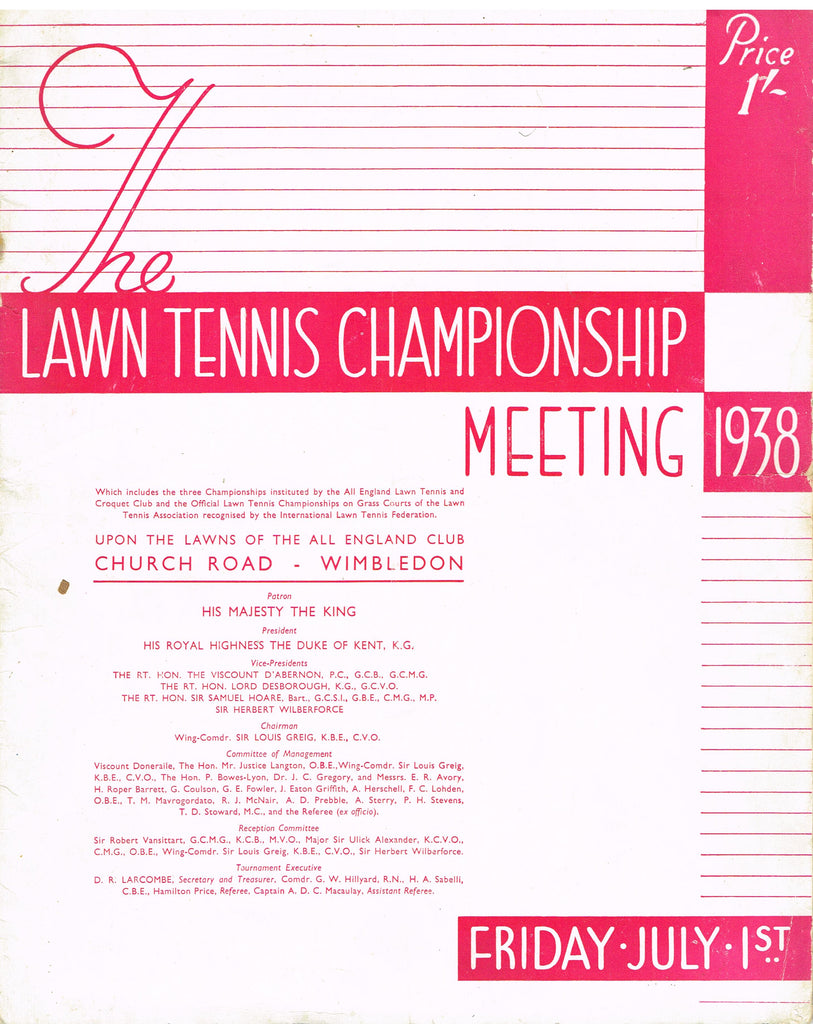 Price
1/-
The
LAWN TENNIS CHAMPIONSHIP
MEETING 1938
Which includes the three Championships instituted by the All England Lawn Tennis and
Croquet Club and the Official Lawn Tennis Championships on Grass Courts of the Lawn
Tennis Association recognised by the International Lawn Tennis Federation.
UPON THE LAWNS OF THE ALL ENGLAND CLUB
CHURCH ROAD - WIMBLEDON
Patron
HIS MAJESTY THE KING
President
HIS ROYAL HIGHNESS THE DUKE OF KENT, K.G.
Vice-Presidents
THE RT. HON. THE VISCOUNT D'ABERNON, P.C., G.C.B., G.C.M.G.
THE RT. HON. LORD DESBOROUGH, K.G., G.C.V.O.
THE RT. HON. SIR SAMUEL HOARE, Bart., G.C.S.I., G.B.E., C.M.G., M.P.
SIR HERBERT WILBERFORCE
Chairman
Wing-Comdr. SIR LOUIS GREIG, K.B.E., C.V.O.
Committee of Management
Viscount Doneraile, The Hon. Mr. Justice Langton, O.B.E., Wing-Comdr. Sir Louis Greig,
K.B.E., C.V.O., The Hon. P. Bowes-Lyon, Dr. J. C. Gregory, and Messrs. E. R. Avory,
H. Roper Barrett, G. Coulson, G. E. Fowler, J. Eaton Griffith, A. Herschell, F. C. Lohden,
O.B.E., T. M. Mavrogordato, R. J. McNair, A. D. Prebble, A. Sterry, P. H. Stevens,
T. D. Stoward, M.C., and the Referee (ex officio).
Reception Committee
Sir Robert Vansittart, G.C.M.G., K.C.B., M.V.O., Major Sir Ulick Alexander, K.C.V.O.,
C.M.G., O.B.E., Wing-Comdr. Sir Louis Greig, K.B.E., C.V.O., Sir Herbert Wilberforce.
Tournament Executive
D. R. LARCOMBE, Secretary and Treasurer, Comdr. G. W. Hillyard, R.N., H. A. Sabelli,
C.B.E., Hamilton Price, Referee, Captain A. D. C. Macaulay, Assistant Referee.
FRIDAY · JULY · 1ST